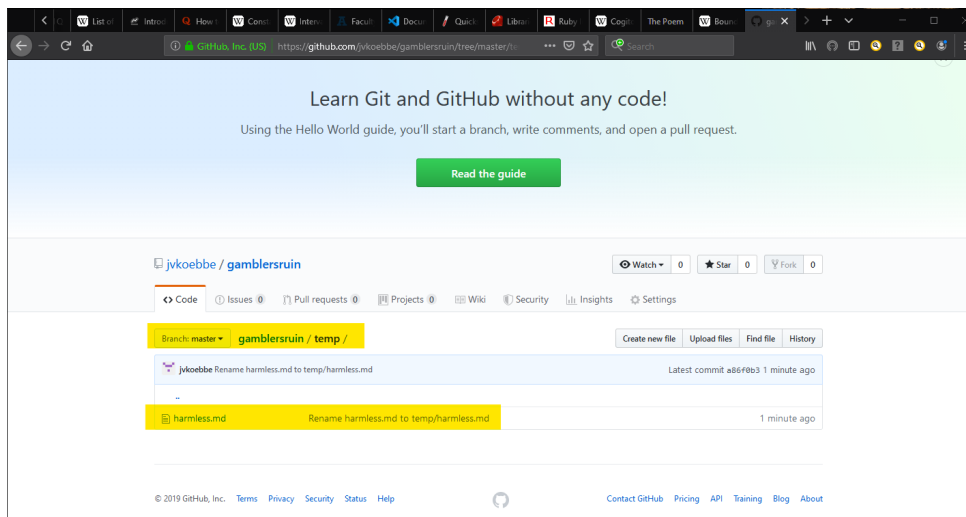 List of
Introd
How t
Const
Interv
Facult
Docur
Quick
Librar
Ruby
Cogit
The Poem
Bounc
GitHub, Inc. (US) https://github.com/jvkoebbe/gamblersruin/tree/master/te
Search
Learn Git and GitHub without any code!
Using the Hello World guide, you'll start a branch, write comments, and open a pull request.
Read the guide
jvkoebbe / gamblersruin
Watch 0 Star 0 Fork 0
Code Issues 0 Pull requests 0 Projects 0 Wiki Security Insights Settings
Branch: master gamblersruin / temp / Create new file Upload files Find file History
jvkoebbe Rename harmless.md to temp/harmless.md Latest commit a86f0b3 1 minute ago
..
harmless.md Rename harmless.md to temp/harmless.md 1 minute ago
© 2019 GitHub, Inc. Terms Privacy Security Status Help Contact GitHub Pricing API Training Blog About